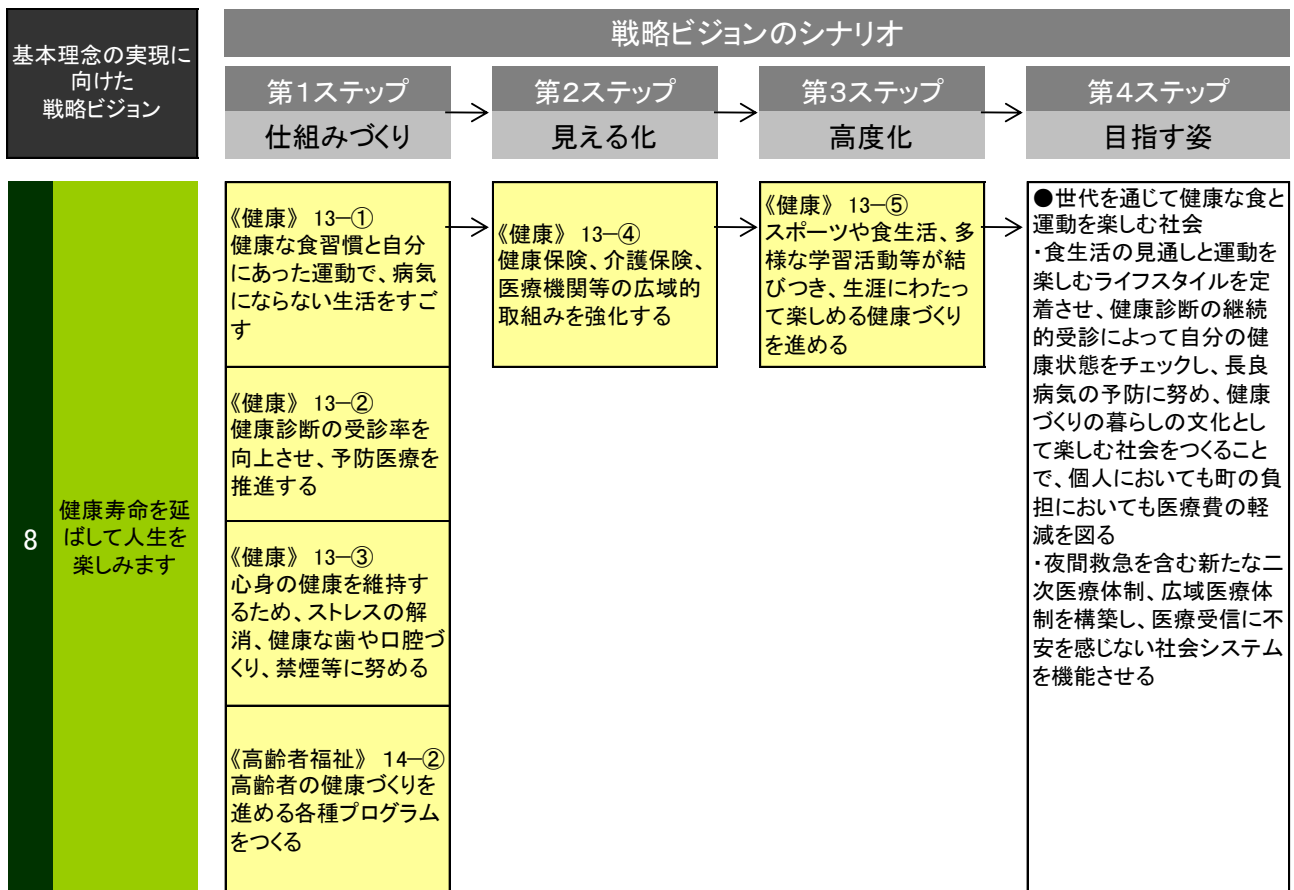 基本理念の実現に
向けた
戦略ビジョン
戦略ビジョンのシナリオ
第1ステップ
仕組みづくり
第2ステップ
見える化
第3ステップ
高度化
第4ステップ
目指す姿
8
健康寿命を延
ばして人生を
楽しみます
《健康》 13―①
健康な食習慣と自分
にあった運動で、病気
にならない生活をすご
す
《健康》 13―②
健康診断の受診率を
向上させ、予防医療を
推進する
《健康》 13―③
心身の健康を維持す
るため、ストレスの解
消、健康な歯や口腔づ
くり、禁煙等に努める
《高齢者福祉》 14―②
高齢者の健康づくりを
進める各種プログラム
をつくる
《健康》 13―④
健康保険、介護保険、
医療機関等の広域的
取組みを強化する
《健康》 13―⑤
スポーツや食生活、多
様な学習活動等が結
びつき、生涯にわたっ
て楽しめる健康づくり
を進める
●世代を通じて健康な食と
運動を楽しむ社会
・食生活の見通しと運動を
楽しむライフスタイルを定
着させ、健康診断の継続
的受診によって自分の健
康状態をチェックし、長良
病気の予防に努め、健康
づくりの暮らしの文化とし
て楽しむ社会をつくること
で、個人においても町の負
担においても医療費の軽
減を図る
・夜間救急を含む新たな二
次医療体制、広域医療体
制を構築し、医療受信に不
安を感じない社会システム
を機能させる